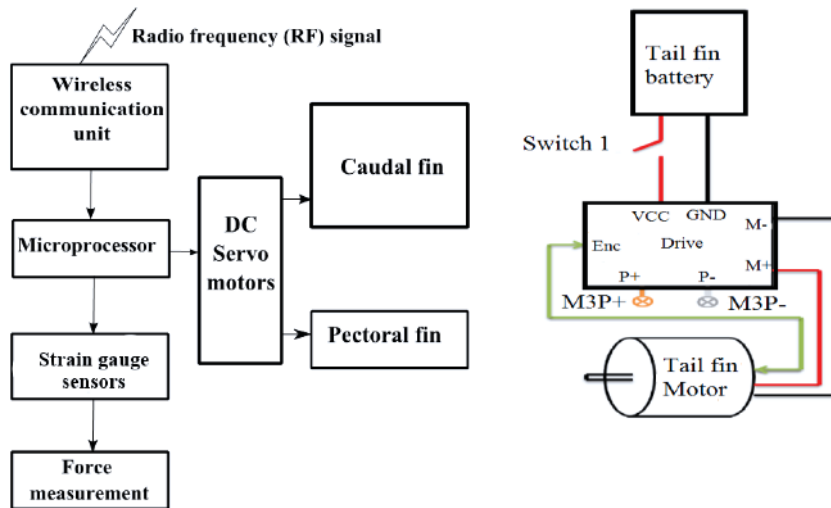 Radio frequency (RF) signal
Wireless
communication
unit
Microprocessor
Strain gauge
sensors
Force
measurement
DC
Servo
motors
Caudal fin
Pectoral fin
Tail fin
battery
Switch 1
VCC GND
M-
Enc Drive
M+
P+ P-
M3P+ M3P-
Tail fin
Motor